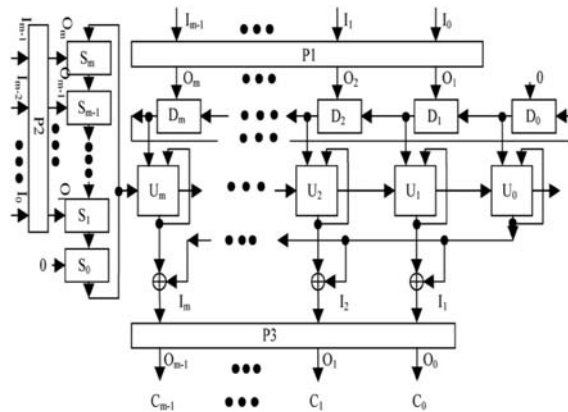 I_{m-1} I_1 I_0
P1
O_m O_2 O_1 0
D_m D_2 D_1 D_0
I_{m-1} I_{m-2} I_0
P2
O_m O_{m-1} O
S_m
S_{m-1}
S_1
0 S_0
U_m U_2 U_1 U_0
I_m I_2 I_1
P3
O_{m-1} O_1 O_0
C_{m-1} C_1 C_0